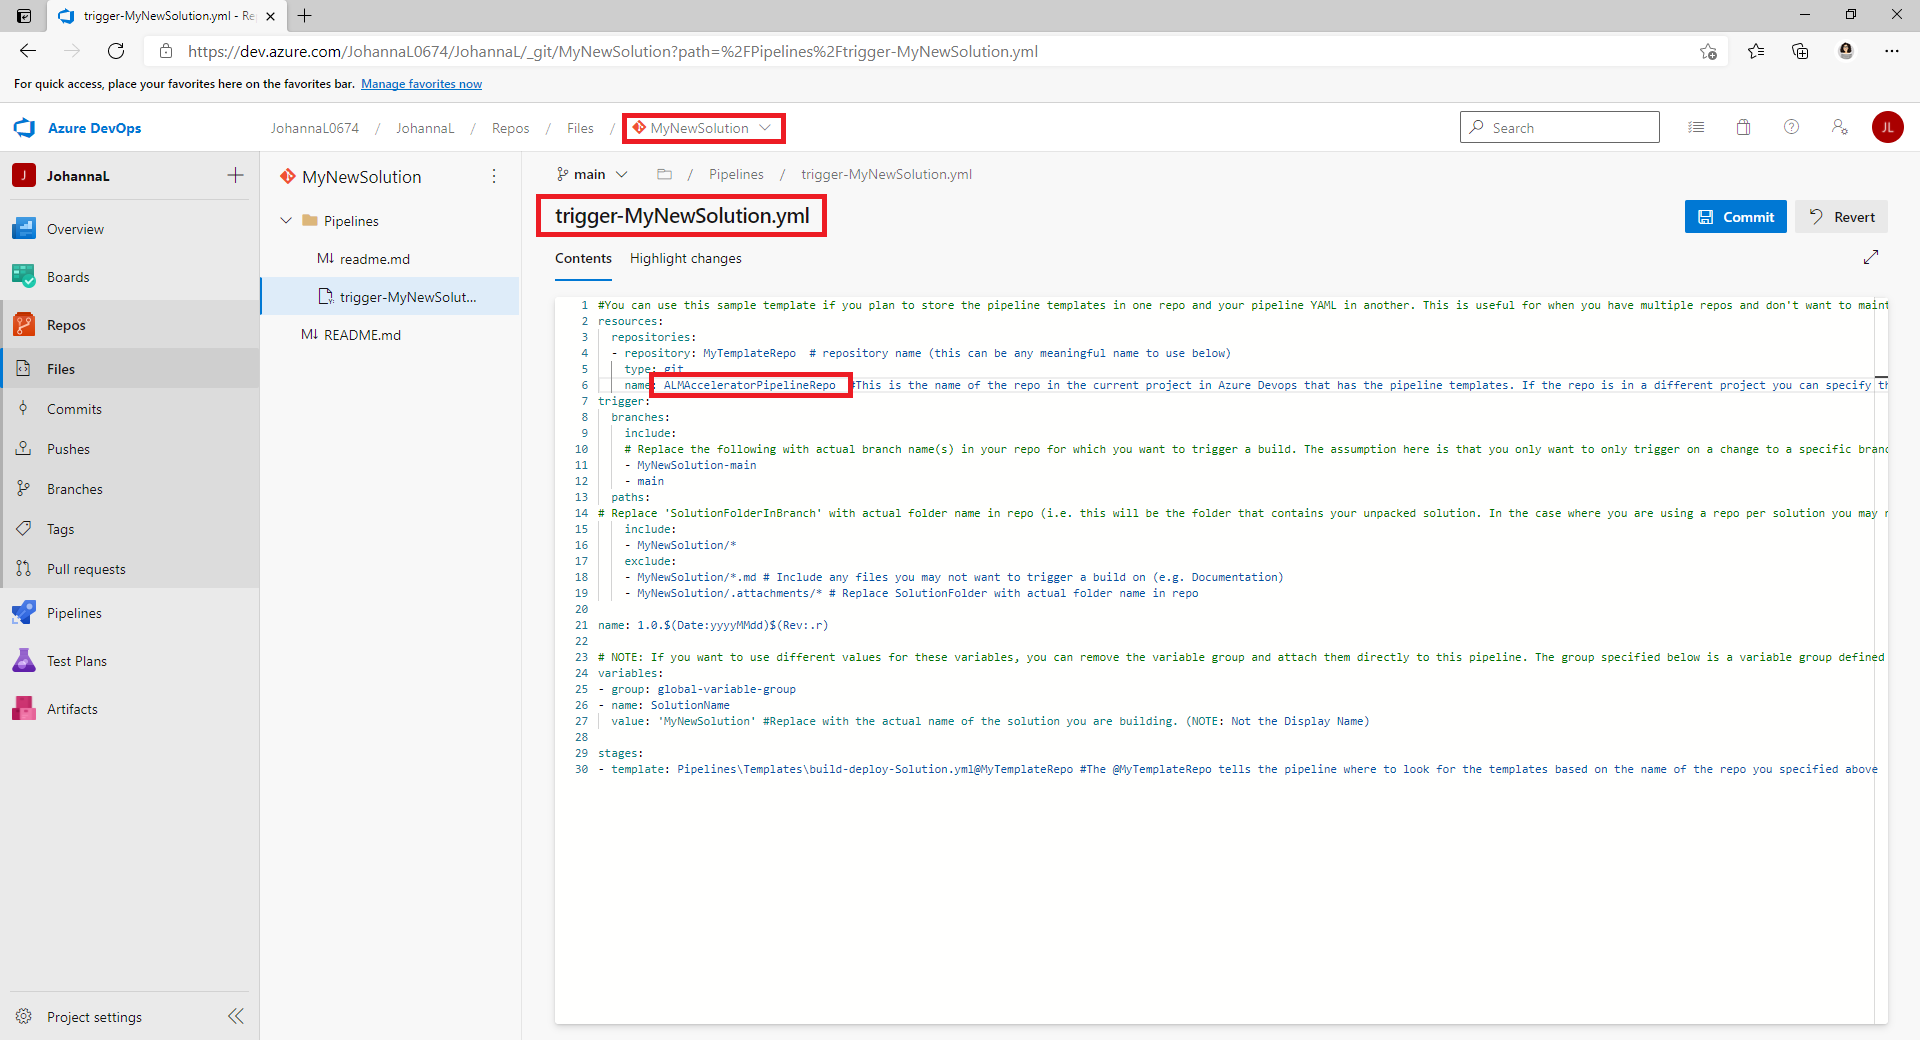 trigger-MyNewSolution.yml - Re
https://dev.azure.com/JohannaL0674/JohannaL/_git/MyNewSolution?path=%2FPipelines%2Ftrigger-MyNewSolution.yml
For quick access, place your favorites here on the favorites bar. Manage favorites now
Azure DevOps
JohannaL0674 / JohannaL / Repos / Files / MyNewSolution
Search
JL
J JohannaL
Overview
Boards
Repos
Files
Commits
Pushes
Branches
Tags
Pull requests
Pipelines
Test Plans
Artifacts
Project settings
MyNewSolution
Pipelines
readme.md
trigger-MyNewSolut...
README.md
main / Pipelines / trigger-MyNewSolution.yml
trigger-MyNewSolution.yml
Commit
Revert
Contents Highlight changes
1 #You can use this sample template if you plan to store the pipeline templates in one repo and your pipeline YAML in another. This is useful for when you have multiple repos and don't want to maint
2 resources:
3 repositories:
4 - repository: MyTemplateRepo # repository name (this can be any meaningful name to use below)
5 type: git
6 name: ALMAcceleratorPipelineRepo #This is the name of the repo in the current project in Azure Devops that has the pipeline templates. If the repo is in a different project you can specify th
7 trigger:
8 branches:
9 include:
10 # Replace the following with actual branch name(s) in your repo for which you want to trigger a build. The assumption here is that you only want to only trigger on a change to a specific branc
11 - MyNewSolution-main
12 - main
13 paths:
14 # Replace 'SolutionFolderInBranch' with actual folder name in repo (i.e. this will be the folder that contains your unpacked solution. In the case where you are using a repo per solution you may n
15 include:
16 - MyNewSolution/*
17 exclude:
18 - MyNewSolution/*.md # Include any files you may not want to trigger a build on (e.g. Documentation)
19 - MyNewSolution/.attachments/* # Replace SolutionFolder with actual folder name in repo
20
21 name: 1.0.$(Date:yyyyMMdd)$(Rev:.r)
22
23 # NOTE: If you want to use different values for these variables, you can remove the variable group and attach them directly to this pipeline. The group specified below is a variable group defined
24 variables:
25 - group: global-variable-group
26 - name: SolutionName
27 value: 'MyNewSolution' #Replace with the actual name of the solution you are building. (NOTE: Not the Display Name)
28
29 stages:
30 - template: Pipelines\Templates\build-deploy-Solution.yml@MyTemplateRepo #The @MyTemplateRepo tells the pipeline where to look for the templates based on the name of the repo you specified above